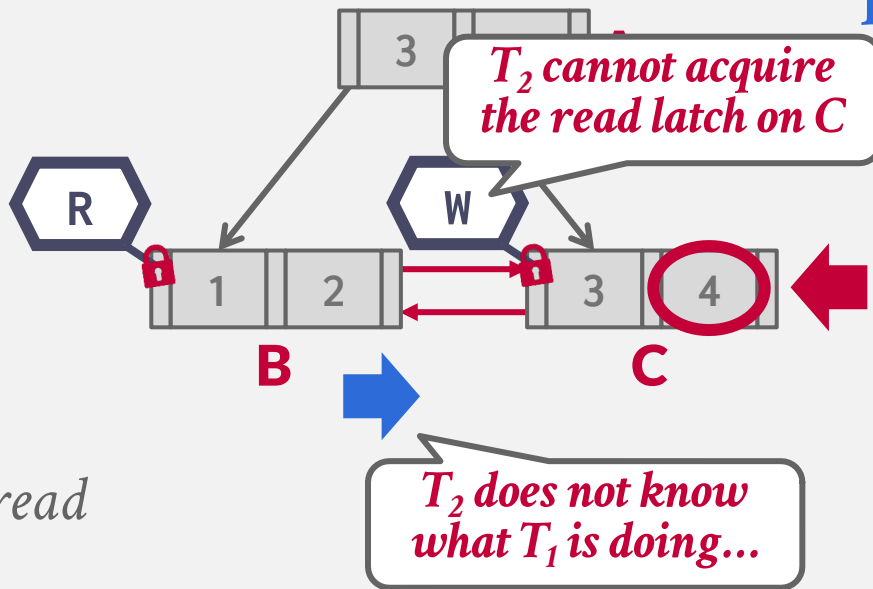 3
T₂ cannot acquire
the read latch on C
R
W
1
2
3
4
B
C
read
T₂ does not know
what T₁ is doing...